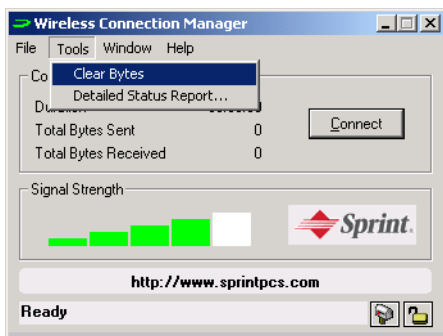 Wireless Connection Manager
File Tools Window Help
Clear Bytes
Detailed Status Report...
Total Bytes Sent 0
Total Bytes Received 0
Connect
Signal Strength
Sprint.
http://www.sprintpcs.com
Ready